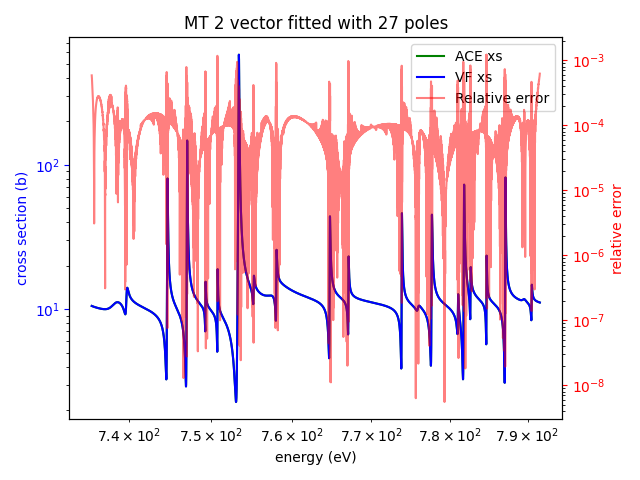 MT 2 vector fitted with 27 poles
ACE xs
VF xs
Relative error
cross section (b)
10²
10¹
10⁻³
10⁻⁴
10⁻⁵
10⁻⁶
10⁻⁷
10⁻⁸
relative error
7.4 × 10² 7.5 × 10² 7.6 × 10² 7.7 × 10² 7.8 × 10² 7.9 × 10²
energy (eV)